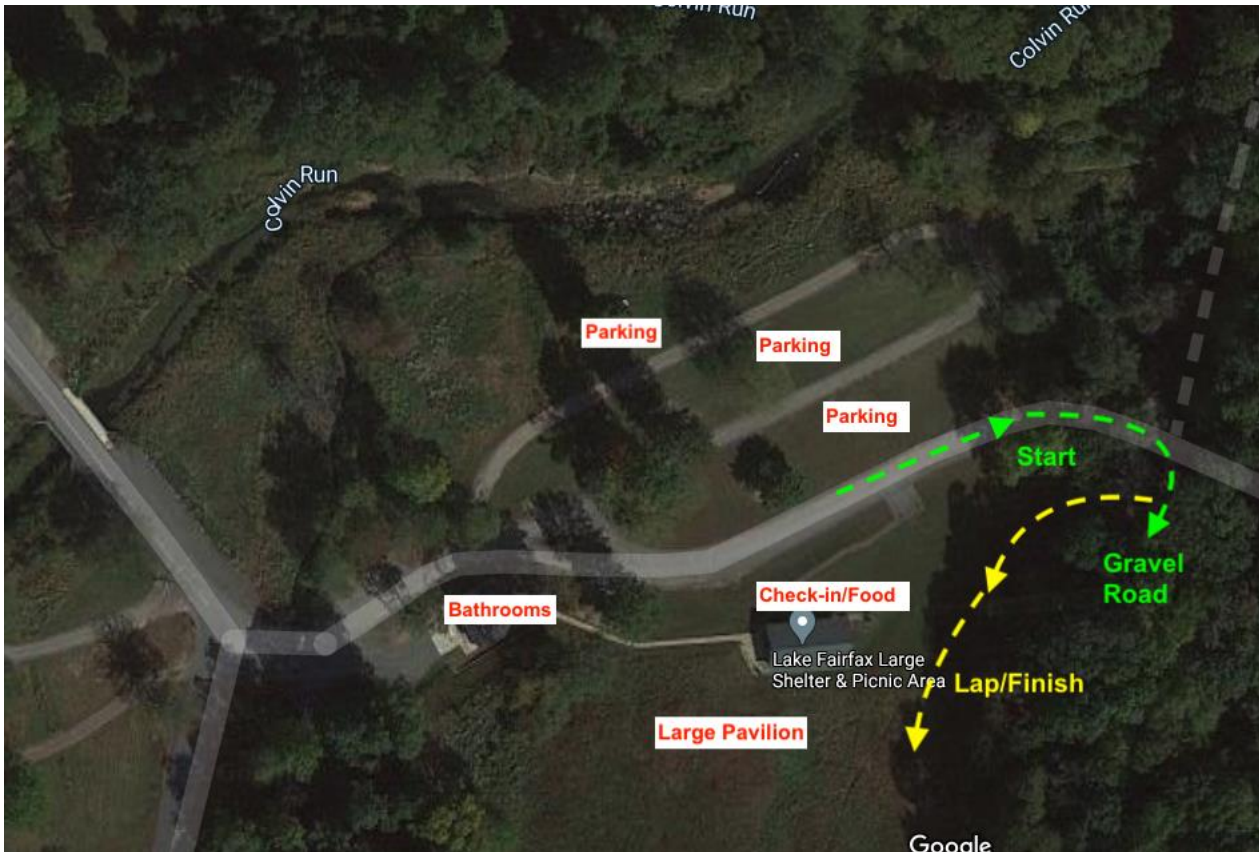 Colvin Run
Colvin Run
Colvin Run
Parking
Parking
Parking
Start
Gravel
Road
Bathrooms
Check-in/Food
Lake Fairfax Large
Shelter & Picnic Area
Lap/Finish
Large Pavilion
Google